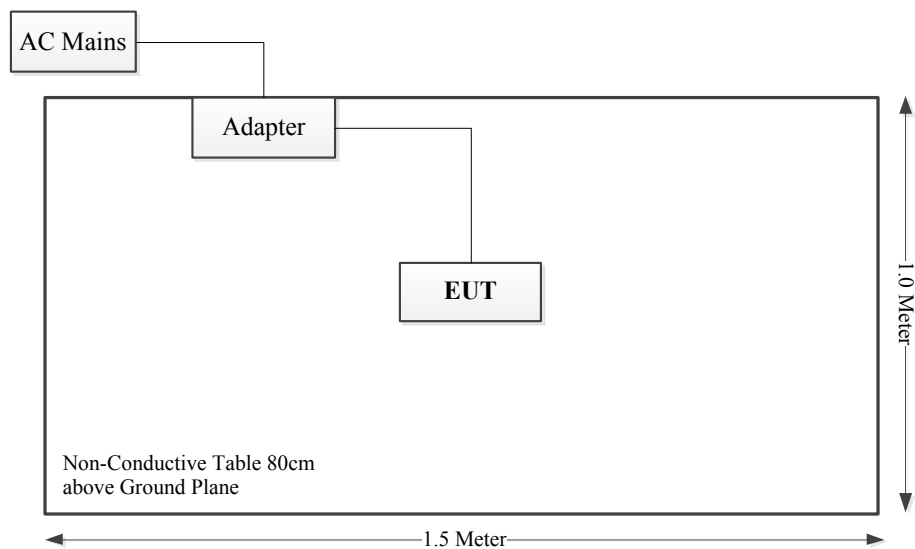 AC Mains
Adapter
EUT
1.0 Meter
Non-Conductive Table 80cm
above Ground Plane
1.5 Meter